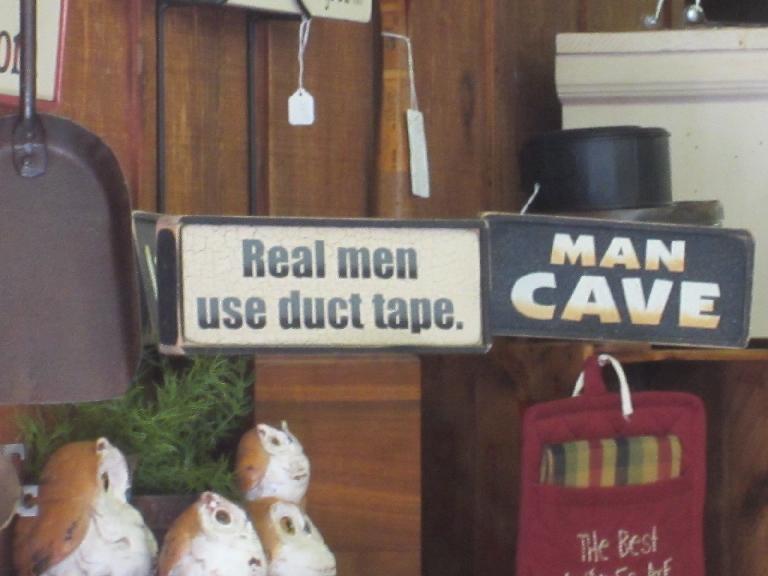 Real men
use duct tape.
MAN
CAVE
THe BesT